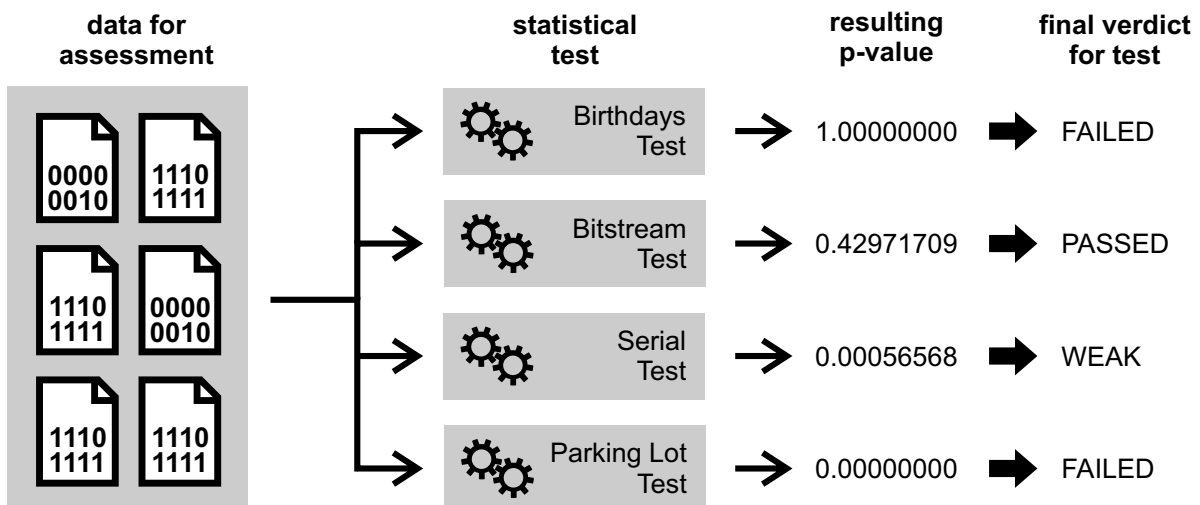 data for
assessment
statistical
test
resulting
p-value
final verdict
for test
0000
0010
1110
1111
1110
1111
0000
0010
1110
1111
1110
1111
Birthdays
Test
1.00000000
FAILED
Bitstream
Test
0.42971709
PASSED
Serial
Test
0.00056568
WEAK
Parking Lot
Test
0.00000000
FAILED